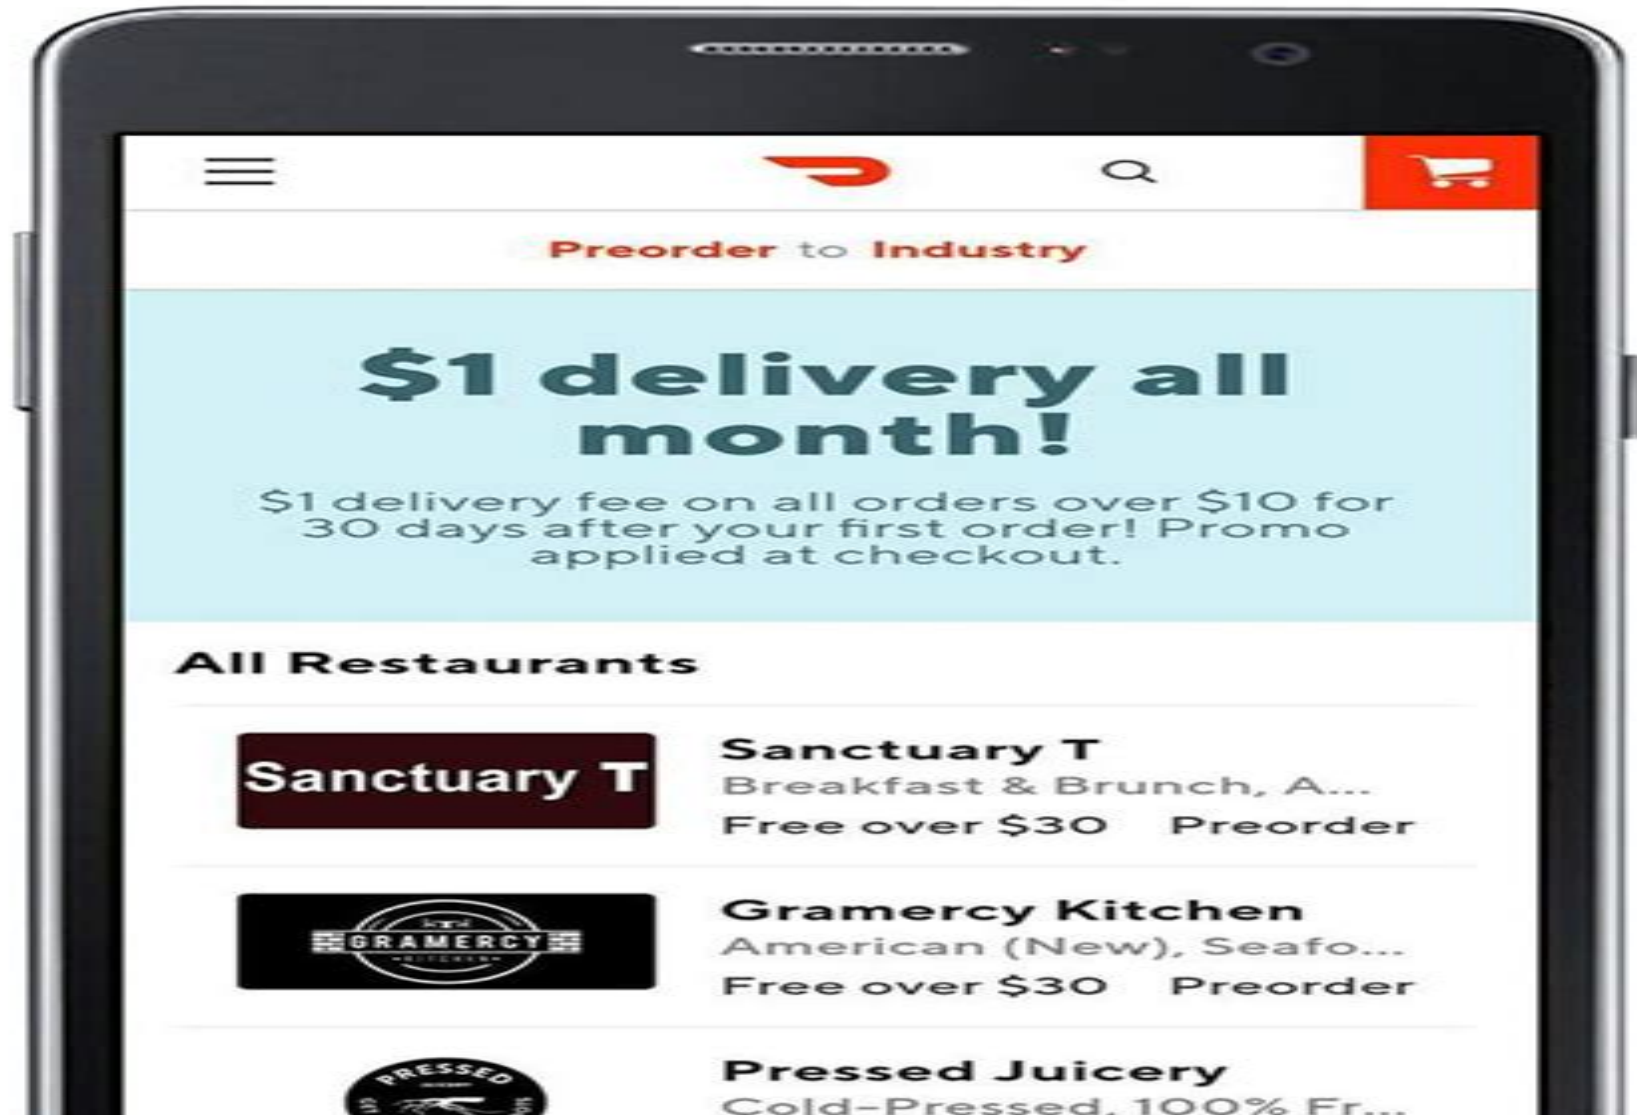 Preorder to Industry
$1 delivery all
month!
$1 delivery fee on all orders over $10 for
30 days after your first order! Promo
applied at checkout.
All Restaurants
Sanctuary T
Sanctuary T
Breakfast & Brunch, A...
Free over $30 Preorder
GRAMERCY
KITCHEN
Gramercy Kitchen
American (New), Seafo...
Free over $30 Preorder
PRESSED
JUICERY
Pressed Juicery
Cold-Pressed, 100% Fr...